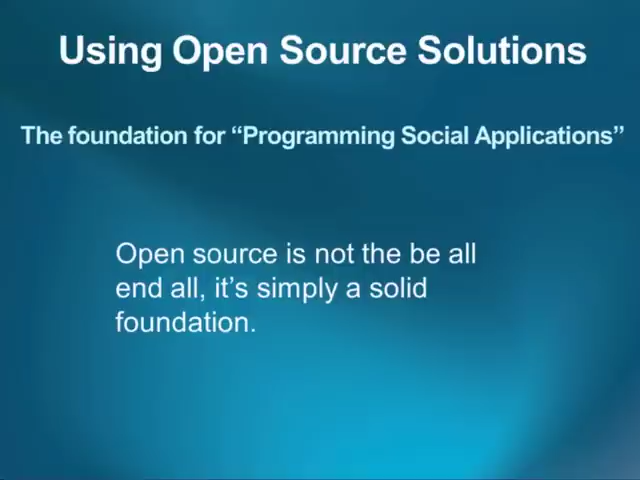 Using Open Source Solutions
The foundation for “Programming Social Applications”
Open source is not the be all
end all, it’s simply a solid
foundation.